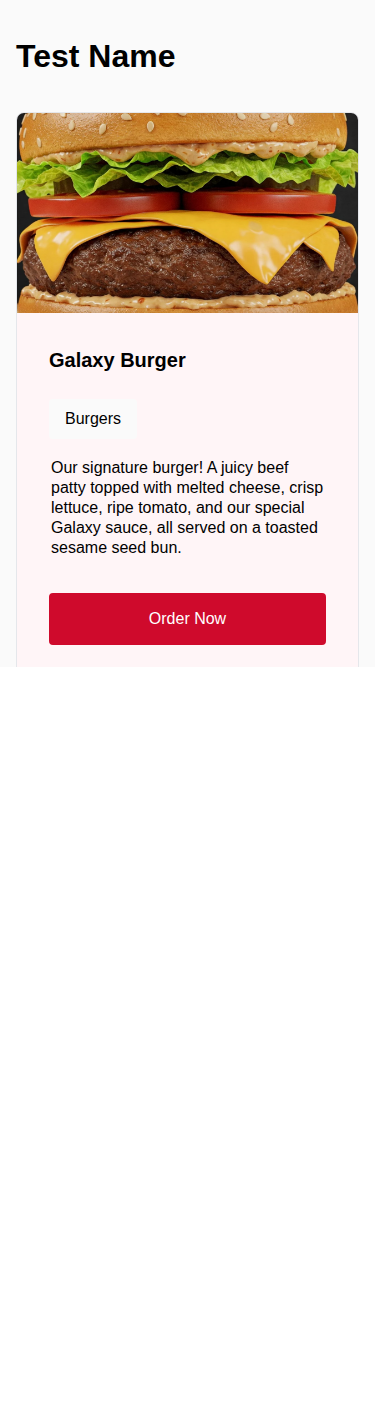 Test Name
Galaxy Burger
Burgers
Our signature burger! A juicy beef
patty topped with melted cheese, crisp
lettuce, ripe tomato, and our special
Galaxy sauce, all served on a toasted
sesame seed bun.
Order Now